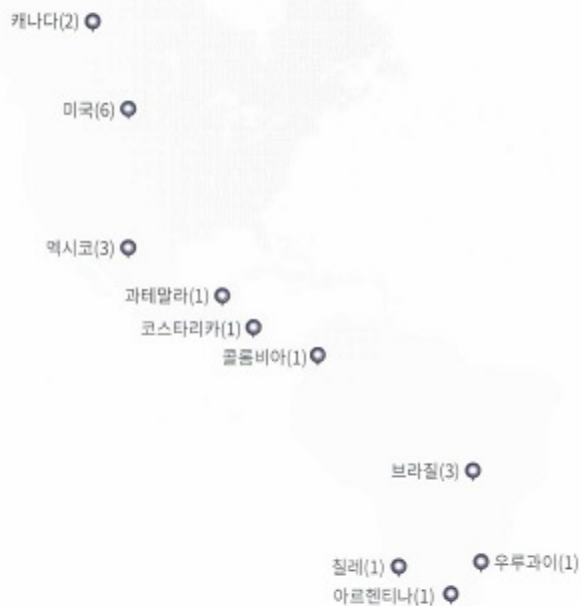 캐나다(2)
미국(6)
멕시코(3)
과테말라(1)
코스타리카(1)
콜롬비아(1)
브라질(3)
칠레(1)
우루과이(1)
아르헨티나(1)